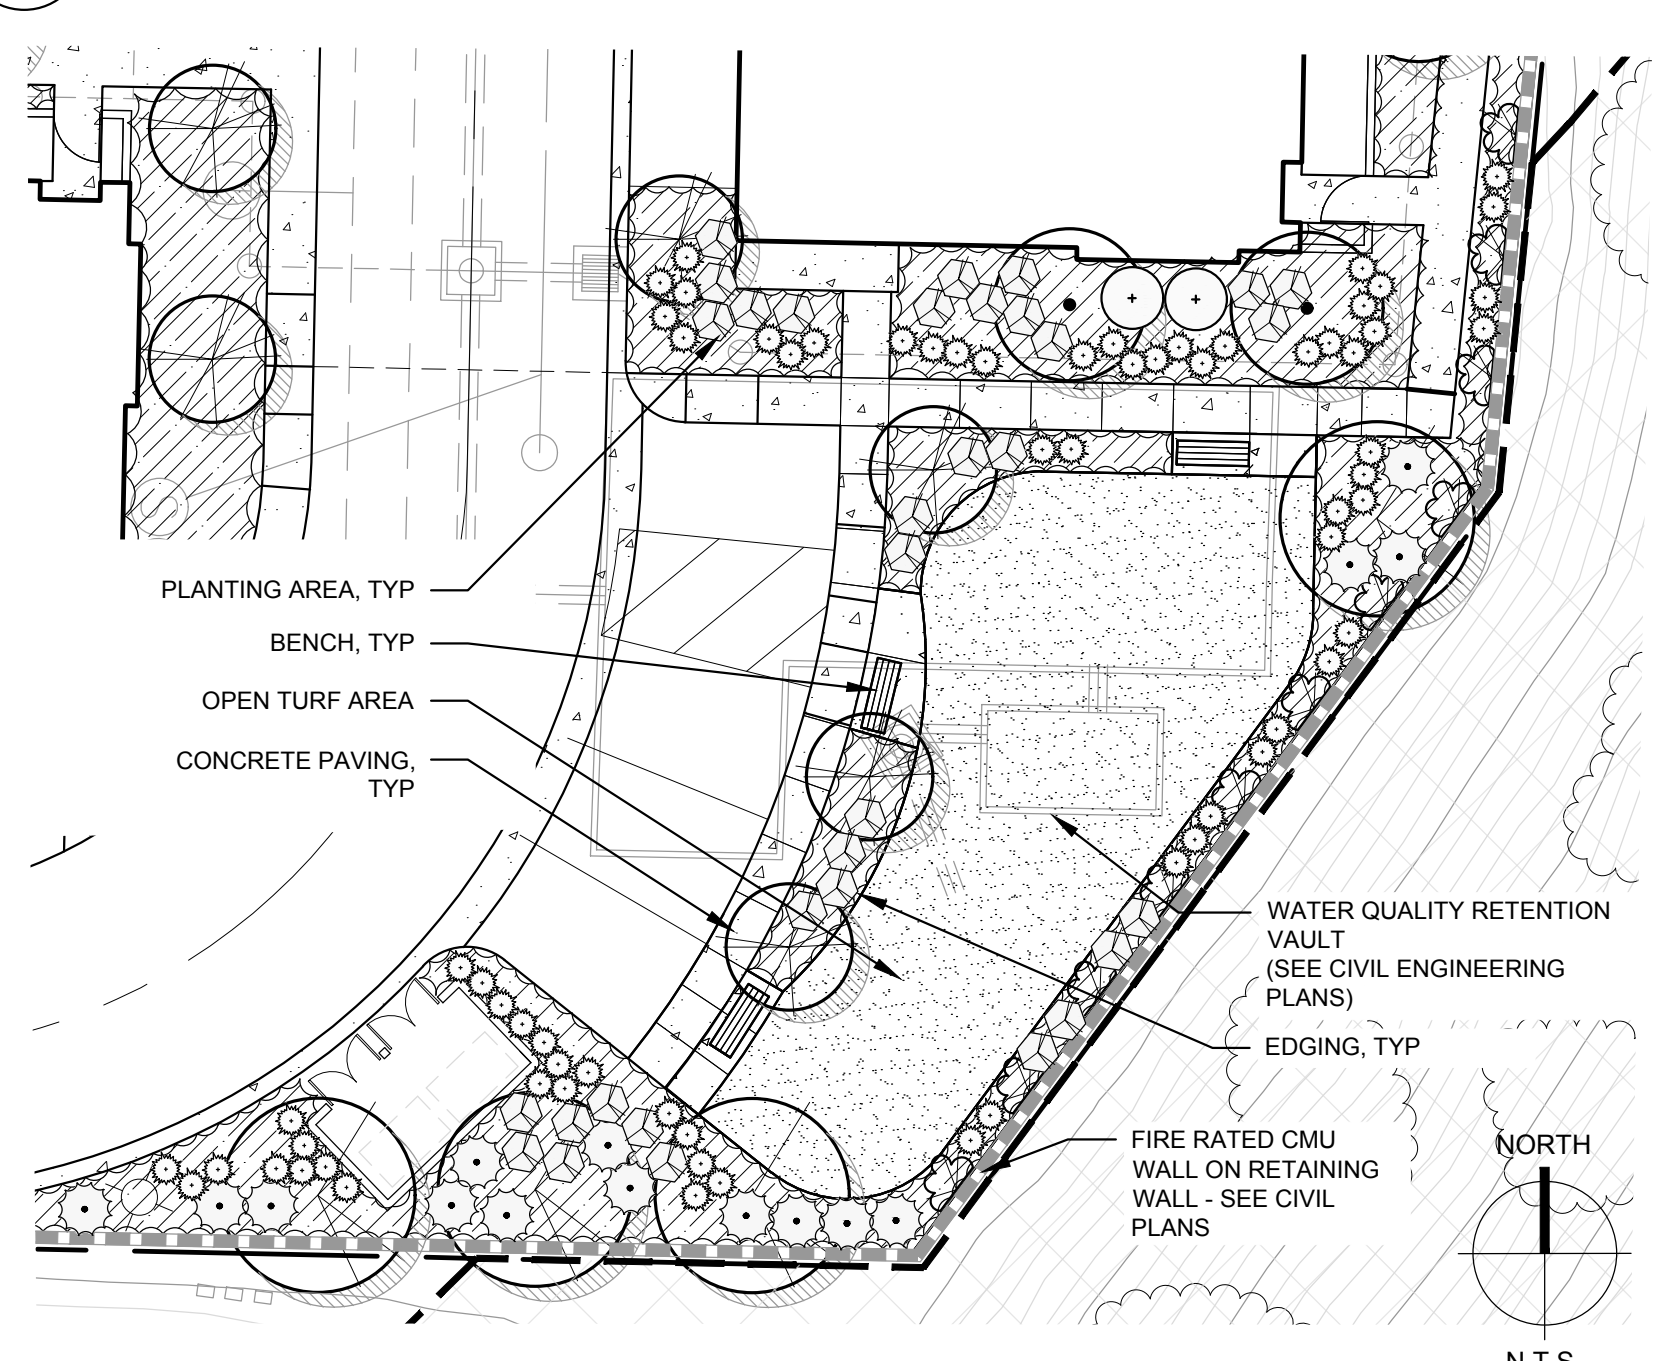 PLANTING AREA, TYP
BENCH, TYP
OPEN TURF AREA
CONCRETE PAVING,
TYP
WATER QUALITY RETENTION
VAULT
(SEE CIVIL ENGINEERING
PLANS)
EDGING, TYP
FIRE RATED CMU
WALL ON RETAINING
WALL - SEE CIVIL
PLANS
NORTH
N.T.S.